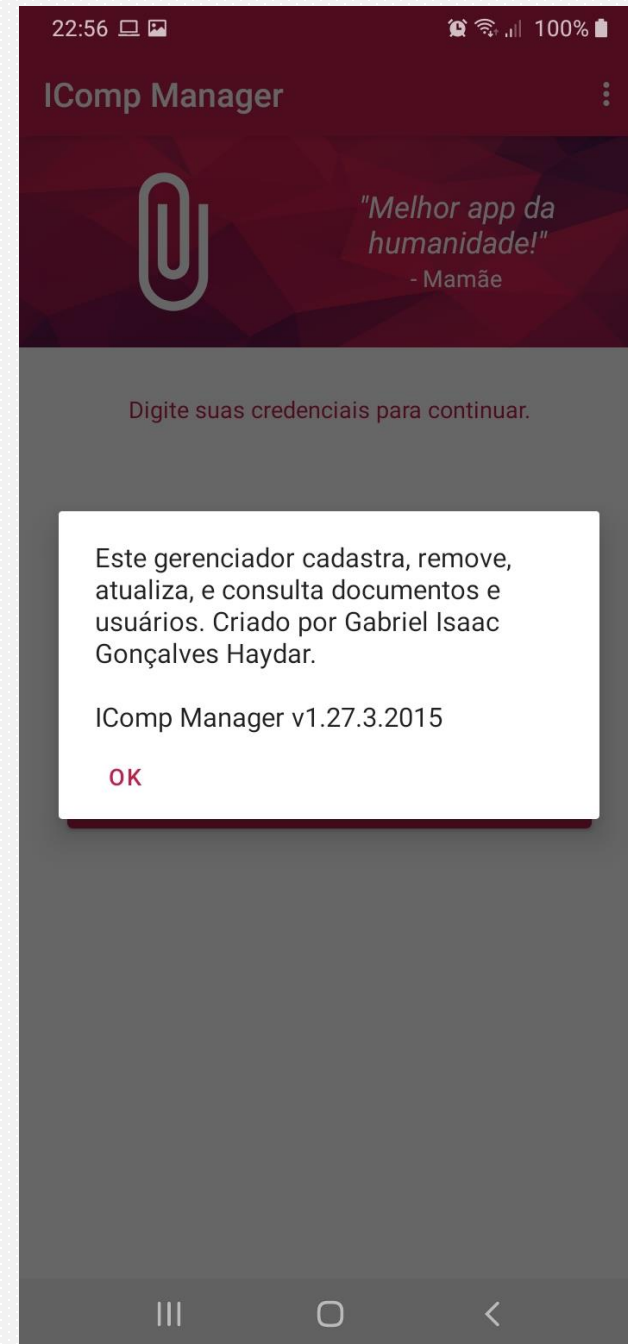 22:56
100%
IComp Manager
"Melhor app da
humanidade!"
- Mamãe
Digite suas credenciais para continuar.
Este gerenciador cadastra, remove,
atualiza, e consulta documentos e
usuários. Criado por Gabriel Isaac
Gonçalves Haydar.
IComp Manager v1.27.3.2015
OK